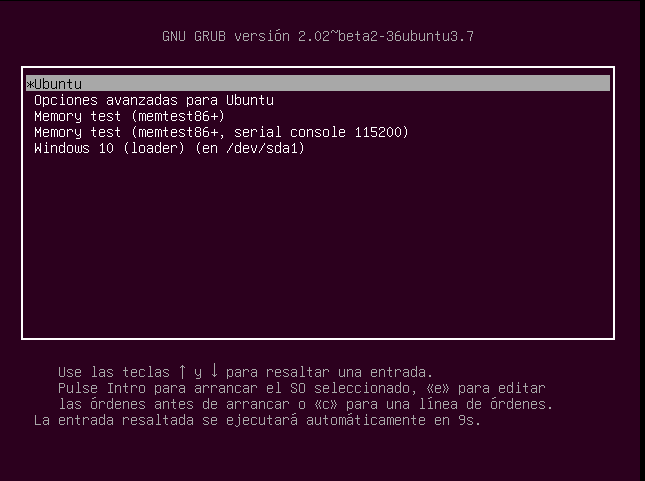 GNU GRUB versión 2.02~beta2-36ubuntu3.7
*Ubuntu
Opciones avanzadas para Ubuntu
Memory test (memtest86+)
Memory test (memtest86+, serial console 115200)
Windows 10 (loader) (en /dev/sda1)
Use las teclas ↑ y ↓ para resaltar una entrada.
Pulse Intro para arrancar el SO seleccionado, «e» para editar
las órdenes antes de arrancar o «c» para una línea de órdenes.
La entrada resaltada se ejecutará automáticamente en 9s.